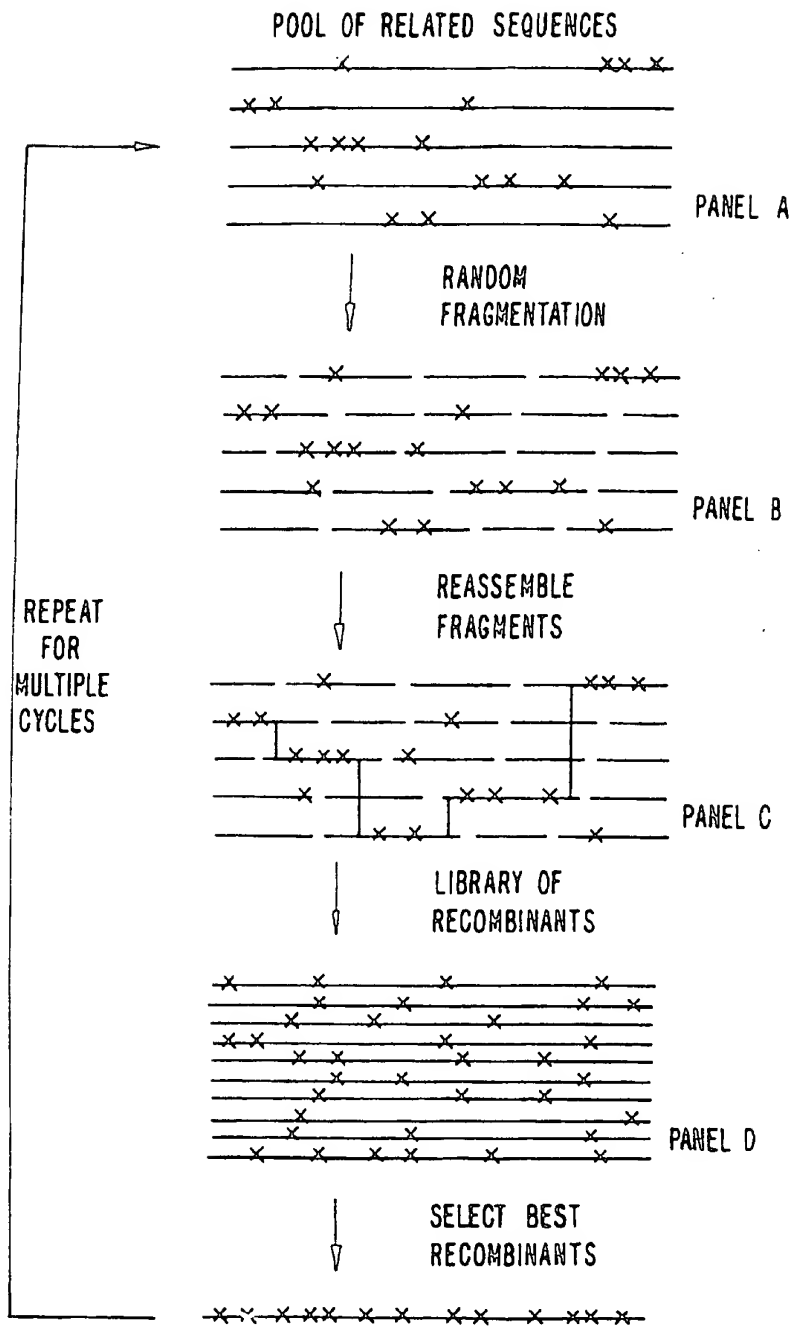 POOL OF RELATED SEQUENCES
PANEL A
RANDOM
FRAGMENTATION
PANEL B
REASSEMBLE
FRAGMENTS
REPEAT
FOR
MULTIPLE
CYCLES
PANEL C
LIBRARY OF
RECOMBINANTS
PANEL D
SELECT BEST
RECOMBINANTS